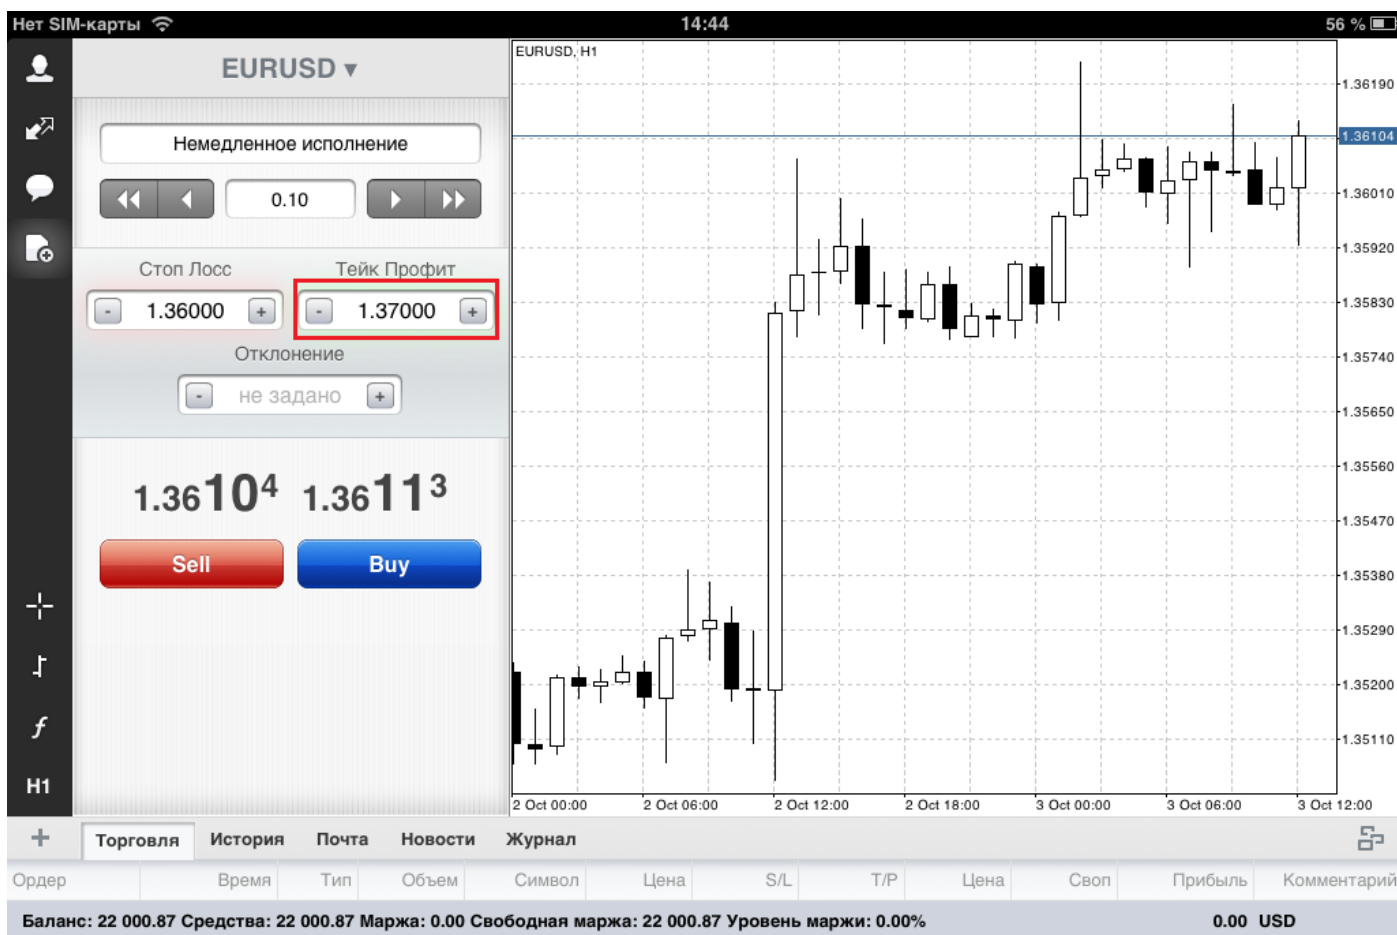 Нет SIM-карты 14:44 56 %
EURUSD ▾
EURUSD, H1
Немедленное исполнение
0.10
Стоп Лосс Тейк Профит
- 1.36000 + - 1.37000 +
Отклонение
- не задано +
1.36104 1.36113
Sell Buy
f
H1
1.36190
1.36104
1.36010
1.35920
1.35830
1.35740
1.35650
1.35560
1.35470
1.35380
1.35290
1.35200
1.35110
2 Oct 00:00 2 Oct 06:00 2 Oct 12:00 2 Oct 18:00 3 Oct 00:00 3 Oct 06:00 3 Oct 12:00
+ Торговля История Почта Новости Журнал
Ордер Время Тип Объем Символ Цена S/L T/P Цена Своп Прибыль Комментарий
Баланс: 22 000.87 Средства: 22 000.87 Маржа: 0.00 Свободная маржа: 22 000.87 Уровень маржи: 0.00% 0.00 USD